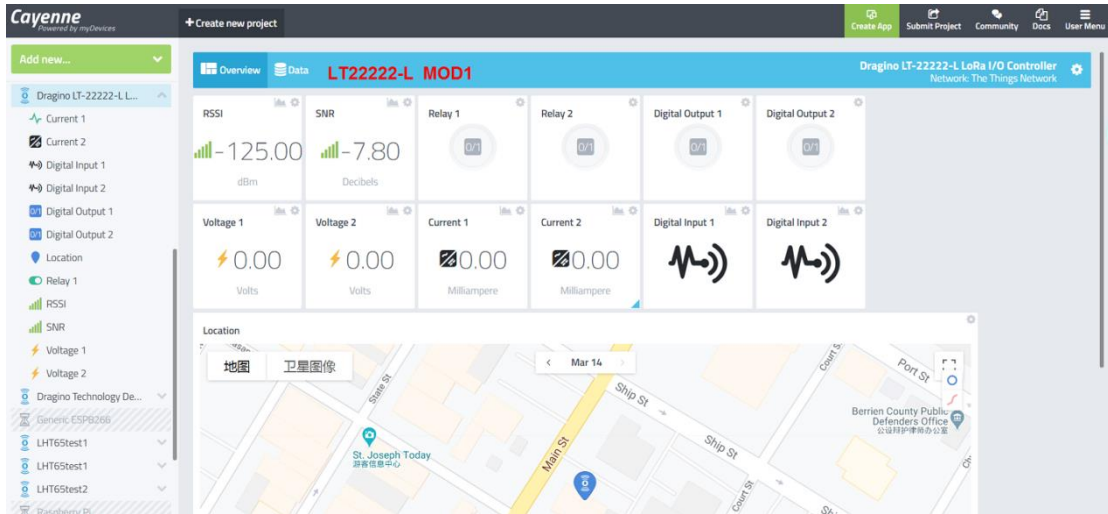 Cayenne
Powered by myDevices
+ Create new project
Create App
Submit Project
Community
Docs
User Menu
Add new...
Dragino LT-22222-L L...
Current 1
Current 2
Digital Input 1
Digital Input 2
Digital Output 1
Digital Output 2
Location
Relay 1
RSSI
SNR
Voltage 1
Voltage 2
Dragino Technology De...
Generic ESP8266
LHT65test1
LHT65test1
LHT65test2
Raspberry Pi
Overview
Data
LT22222-L MOD1
Dragino LT-22222-L LoRa I/O Controller
Network: The Things Network
RSSI
-125.00
dBm
SNR
-7.80
Decibels
Relay 1
0/1
Relay 2
0/1
Digital Output 1
0/1
Digital Output 2
0/1
Voltage 1
0.00
Volts
Voltage 2
0.00
Volts
Current 1
0.00
Milliampere
Current 2
0.00
Milliampere
Digital Input 1
Digital Input 2
Location
地图
卫星图像
< Mar 14 >
State St
Ship St
Ship St
Main St
Court St
Court St
Port St
St. Joseph Today
游客信息中心
Berrien County Public
Defenders Office
公设辩护律师办公室